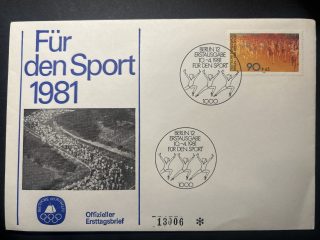 Für
den Sport
1981
BERLIN 12
ERSTAUSGABE
10.-4.1981
FÜR DEN SPORT
1000
90
BERLIN 12
ERSTAUSGABE
10.-4.1981
FÜR DEN SPORT
1000
Offizieller
Ersttagsbrief
13006 *